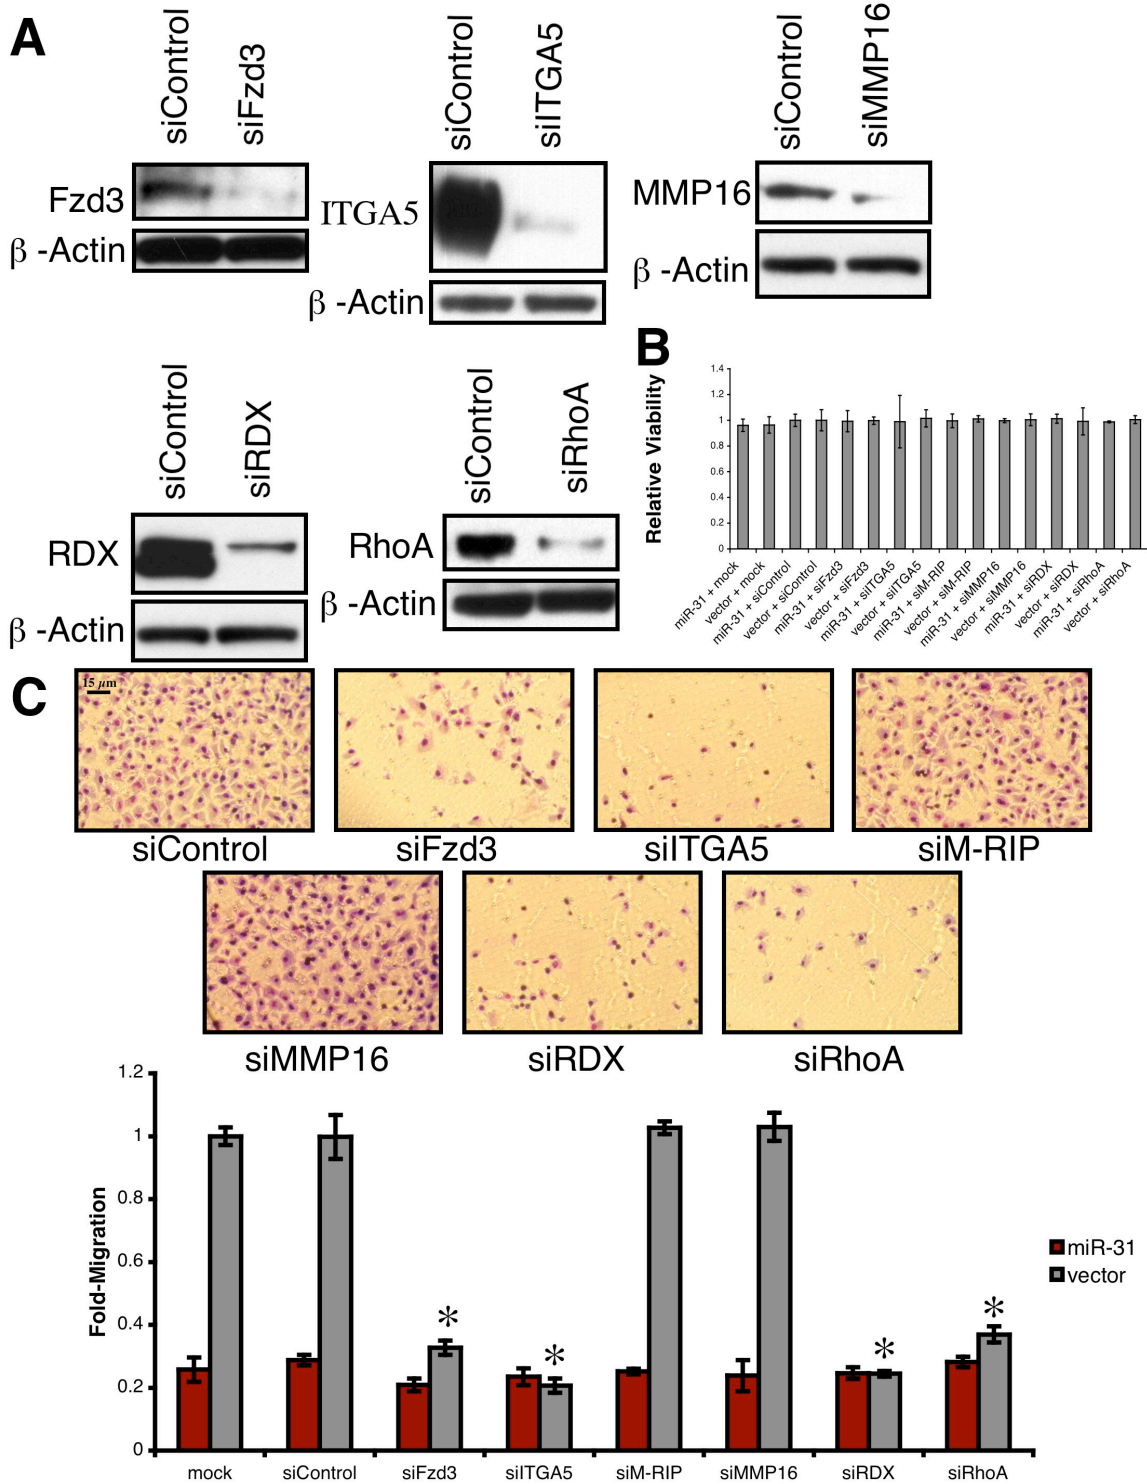 A
siControl
siFzd3
Fzd3
β -Actin
siControl
siITGA5
ITGA5
β -Actin
siControl
siMMP16
MMP16
β -Actin
siControl
siRDX
RDX
β -Actin
siControl
siRhoA
RhoA
β -Actin
B
Relative Viability
1.4
1.2
1
0.8
0.6
0.4
0.2
0
miR-31 + mock
vector + mock
miR-31 + siControl
vector + siControl
miR-31 + siFzd3
vector + siFzd3
miR-31 + siITGA5
vector + siITGA5
miR-31 + siM-RIP
vector + siM-RIP
miR-31 + siMMP16
vector + siMMP16
miR-31 + siRDX
vector + siRDX
miR-31 + siRhoA
vector + siRhoA
C
15 µm
siControl
siFzd3
siITGA5
siM-RIP
siMMP16
siRDX
siRhoA
Fold-Migration
1.2
1
0.8
0.6
0.4
0.2
0
*
*
*
*
miR-31
vector
mock
siControl
siFzd3
siITGA5
siM-RIP
siMMP16
siRDX
siRhoA